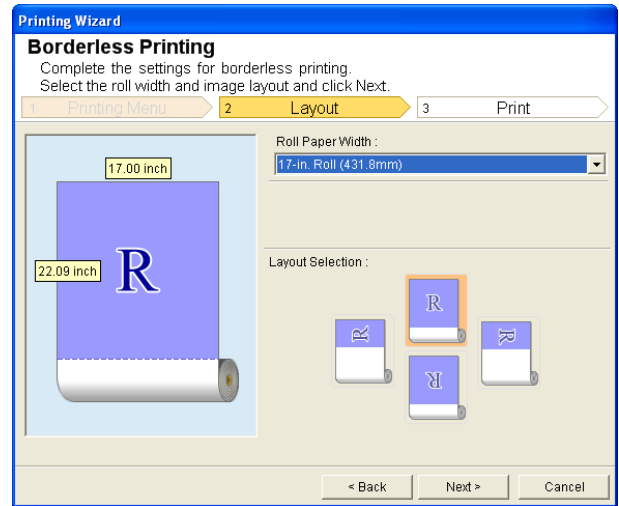 Printing Wizard
Borderless Printing
Complete the settings for borderless printing.
Select the roll width and image layout and click Next.
1 Printing Menu 2 Layout 3 Print
Roll Paper Width :
17-in. Roll (431.8mm)
17.00 inch
22.09 inch
R
Layout Selection :
R
R
R
R
< Back Next > Cancel